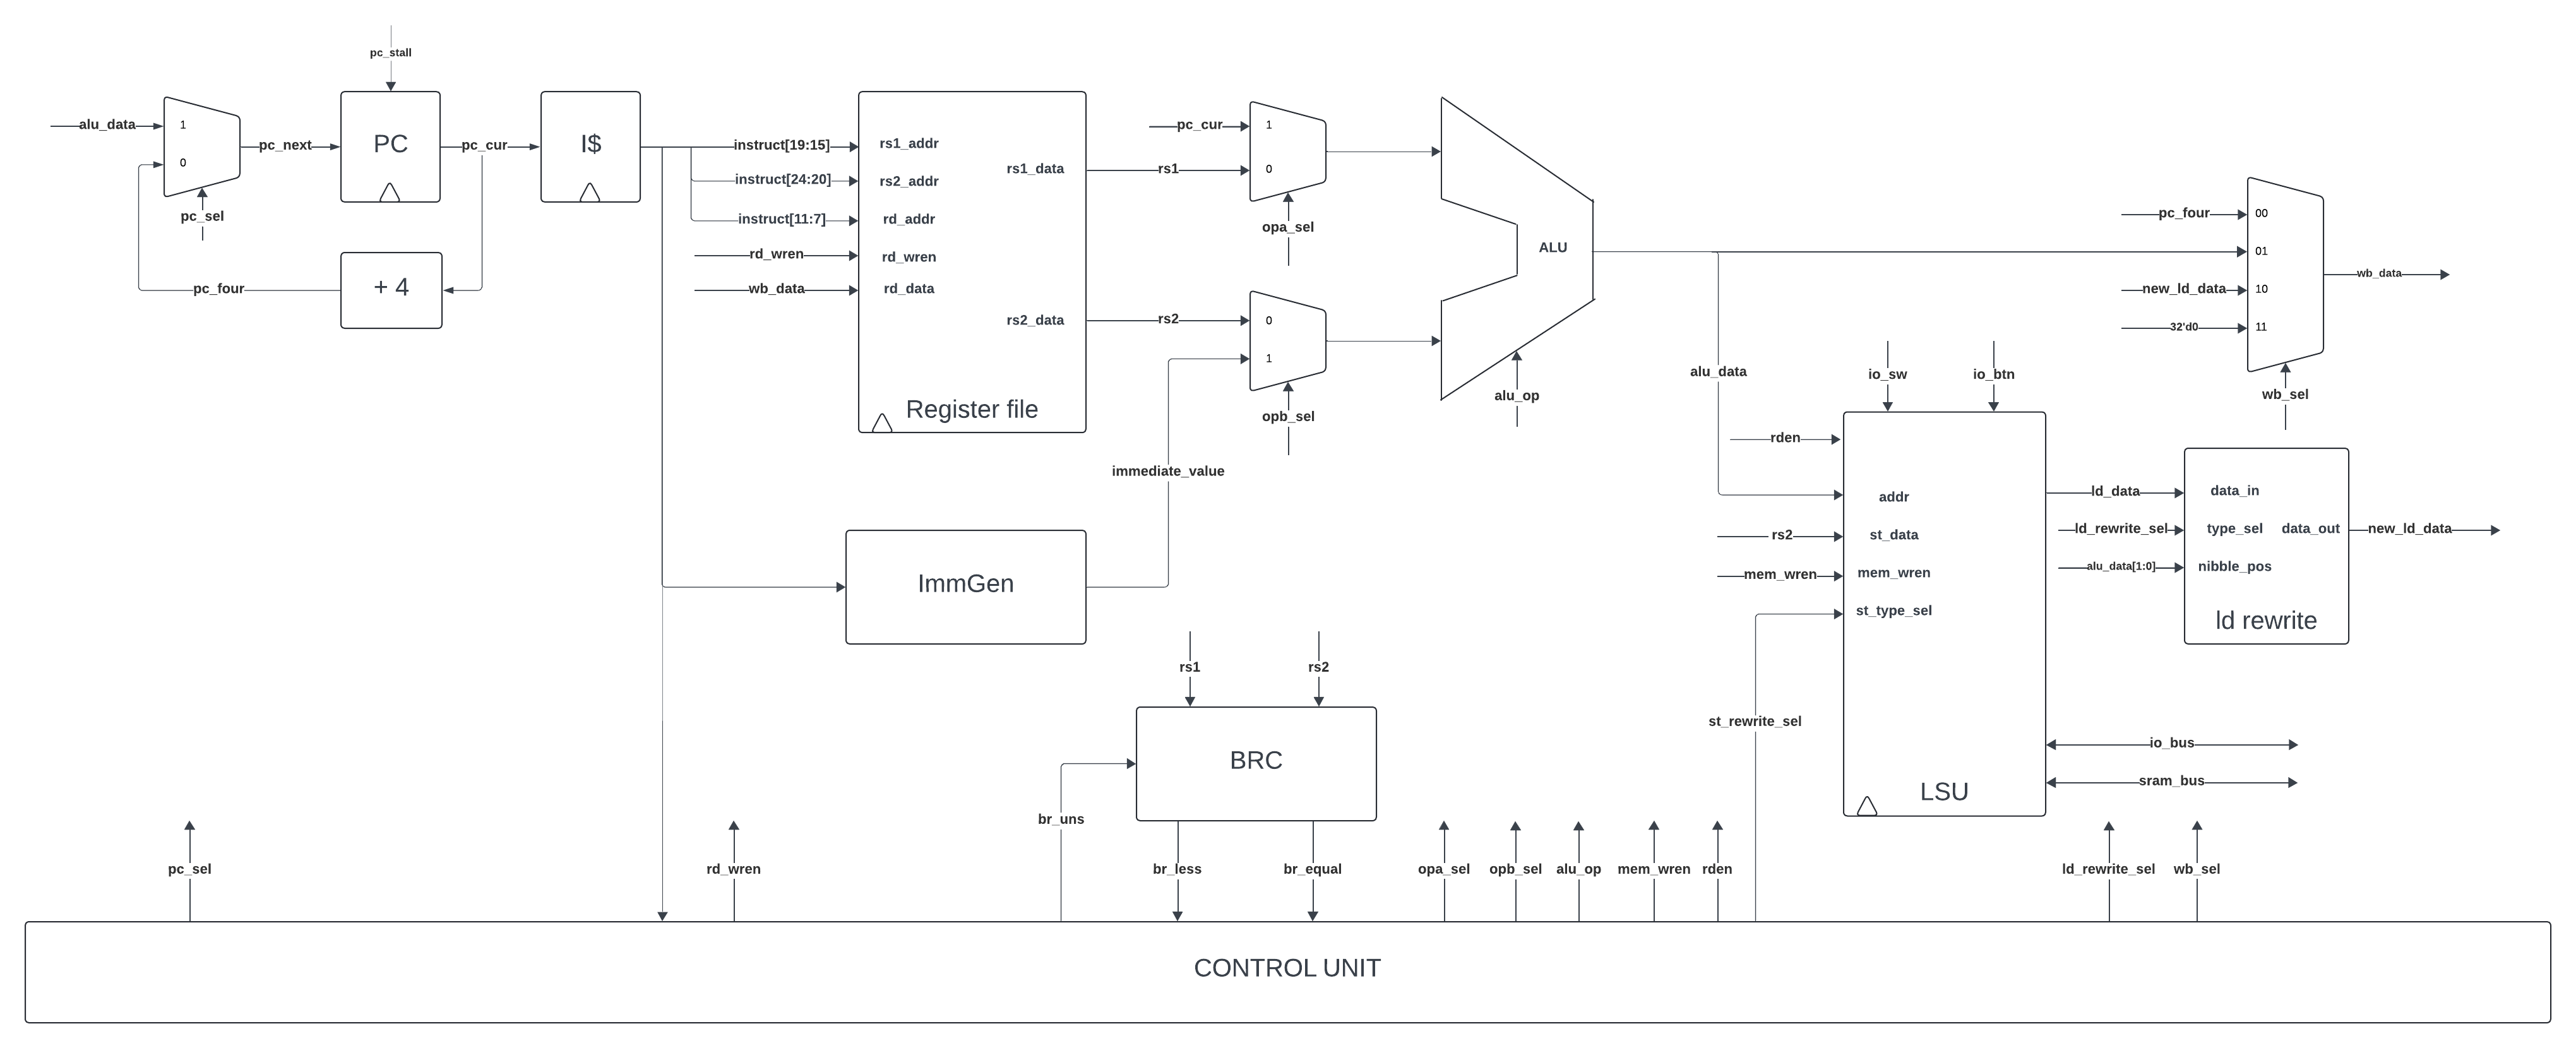 pc_stall
alu_data
1
0
pc_sel
pc_next
PC
pc_cur
I$
+ 4
pc_four
instruct[19:15]
instruct[24:20]
instruct[11:7]
rd_wren
wb_data
rs1_addr
rs2_addr
rd_addr
rd_wren
rd_data
rs1_data
rs2_data
Register file
pc_cur
rs1
1
0
opa_sel
rs2
0
1
opb_sel
immediate_value
ImmGen
ALU
alu_op
alu_data
pc_four
new_ld_data
32'd0
00
01
10
11
wb_sel
wb_data
io_sw
io_btn
rden
rs2
mem_wren
addr
st_data
mem_wren
st_type_sel
LSU
st_rewrite_sel
ld_data
ld_rewrite_sel
alu_data[1:0]
data_in
type_sel
nibble_pos
data_out
ld rewrite
new_ld_data
io_bus
sram_bus
rs1
rs2
BRC
br_uns
br_less
br_equal
pc_sel
rd_wren
opa_sel
opb_sel
alu_op
mem_wren
rden
ld_rewrite_sel
wb_sel
CONTROL UNIT